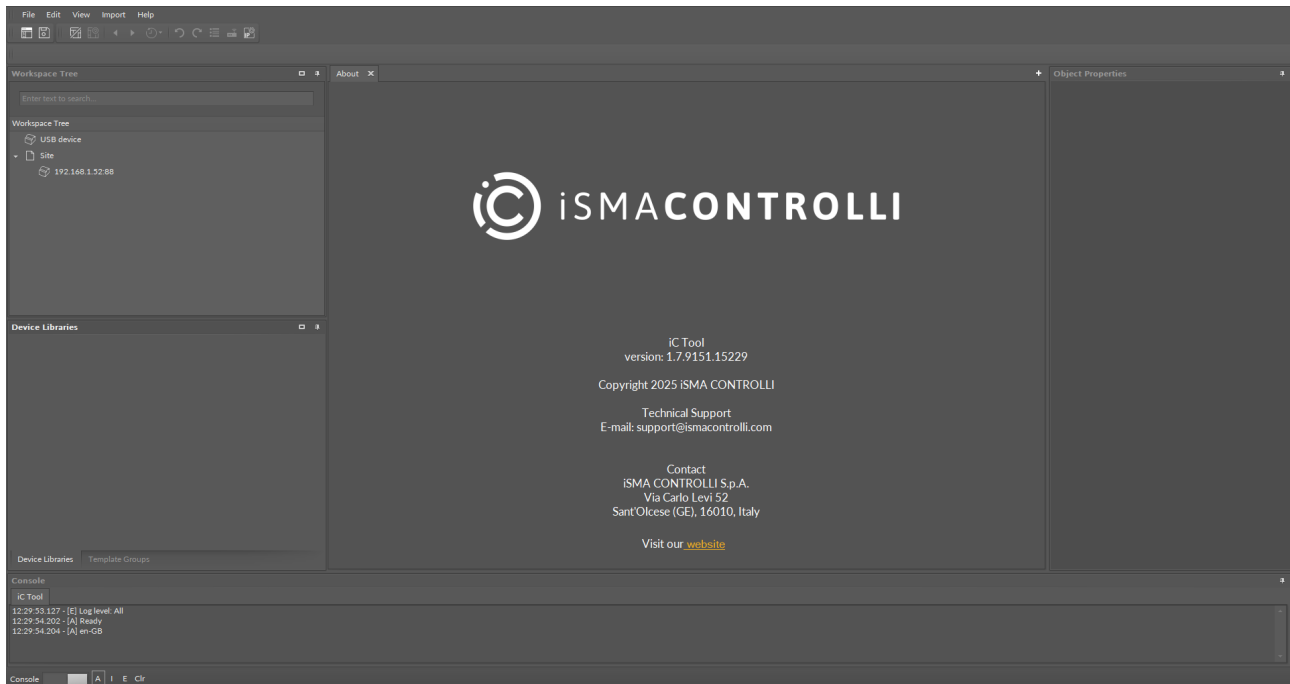 File Edit View Import Help
Workspace Tree
About
Object Properties
Enter text to search...
Workspace Tree
USB device
Site
192.168.1.52:88
iC iSMACONTROLLI
Device Libraries
iC Tool
version: 1.7.9151.15229
Copyright 2025 iSMA CONTROLLI
Technical Support
E-mail: support@ismacontrolli.com
Contact
iSMA CONTROLLI S.p.A.
Via Carlo Levi 52
Sant'Olcese (GE), 16010, Italy
Visit our website
Device Libraries Template Groups
Console
iC Tool
12:29:53.127 - [E] Log level: All
12:29:54.202 - [A] Ready
12:29:54.204 - [A] en-GB
Console A I E Clr